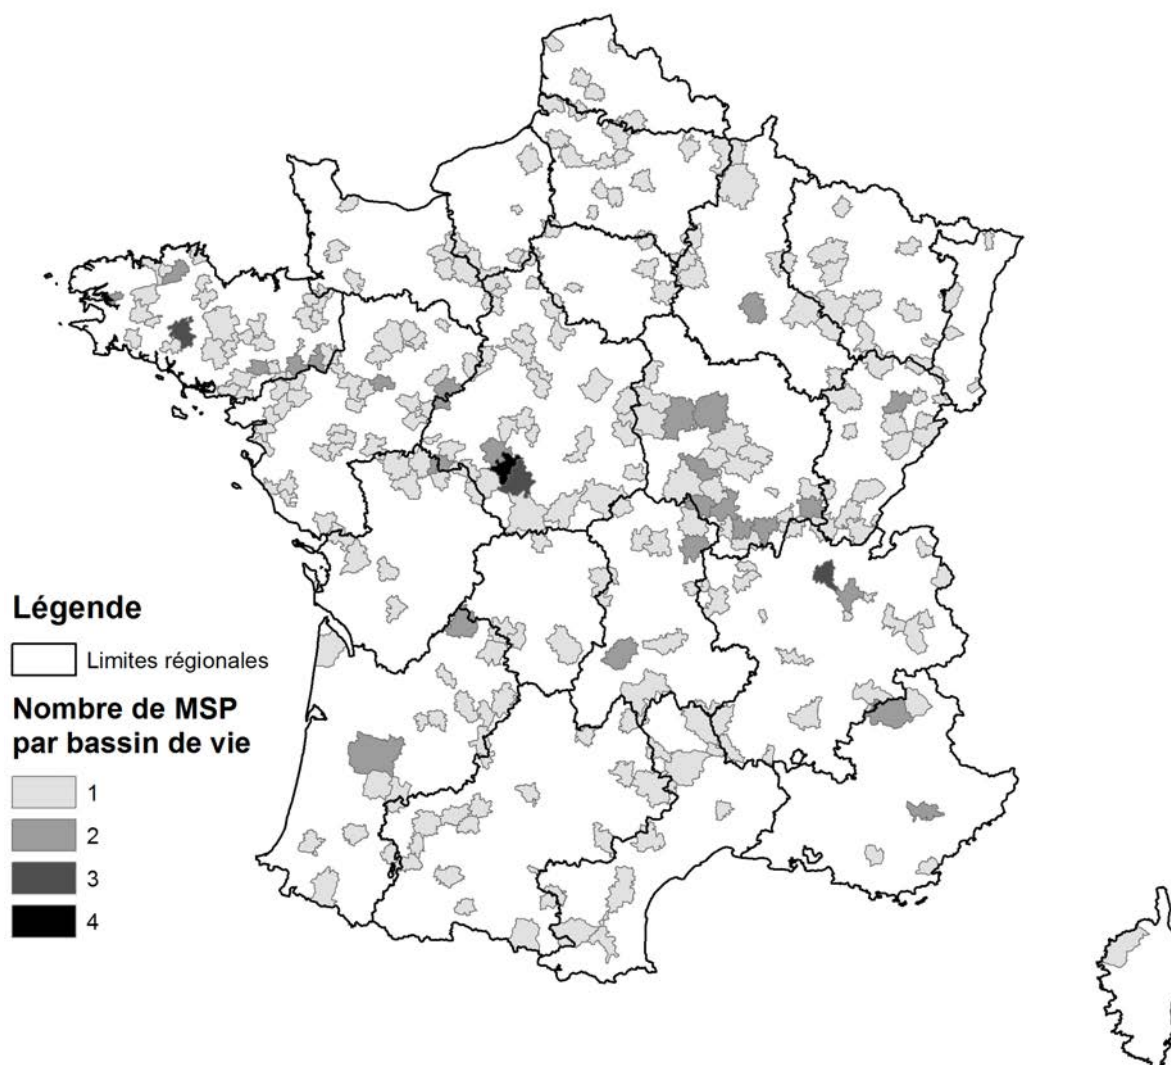 Légende
Limites régionales
Nombre de MSP
par bassin de vie
1
2
3
4